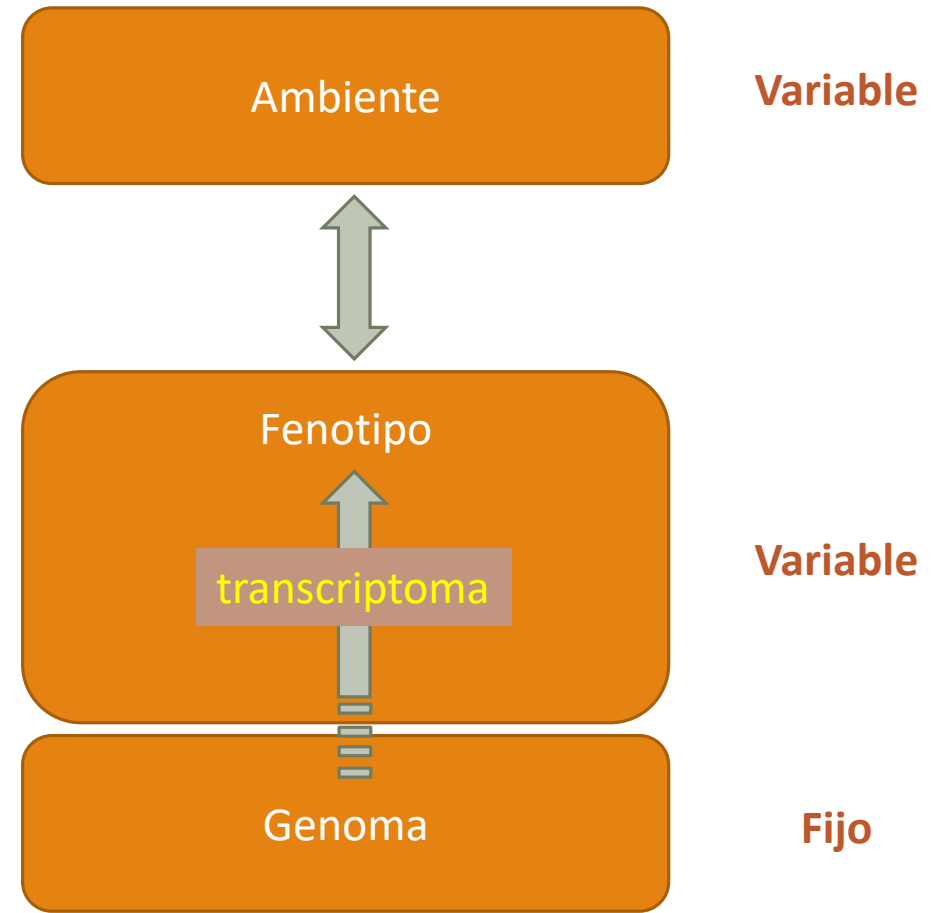 Ambiente
Variable
Fenotipo
transcriptoma
Variable
Genoma
Fijo